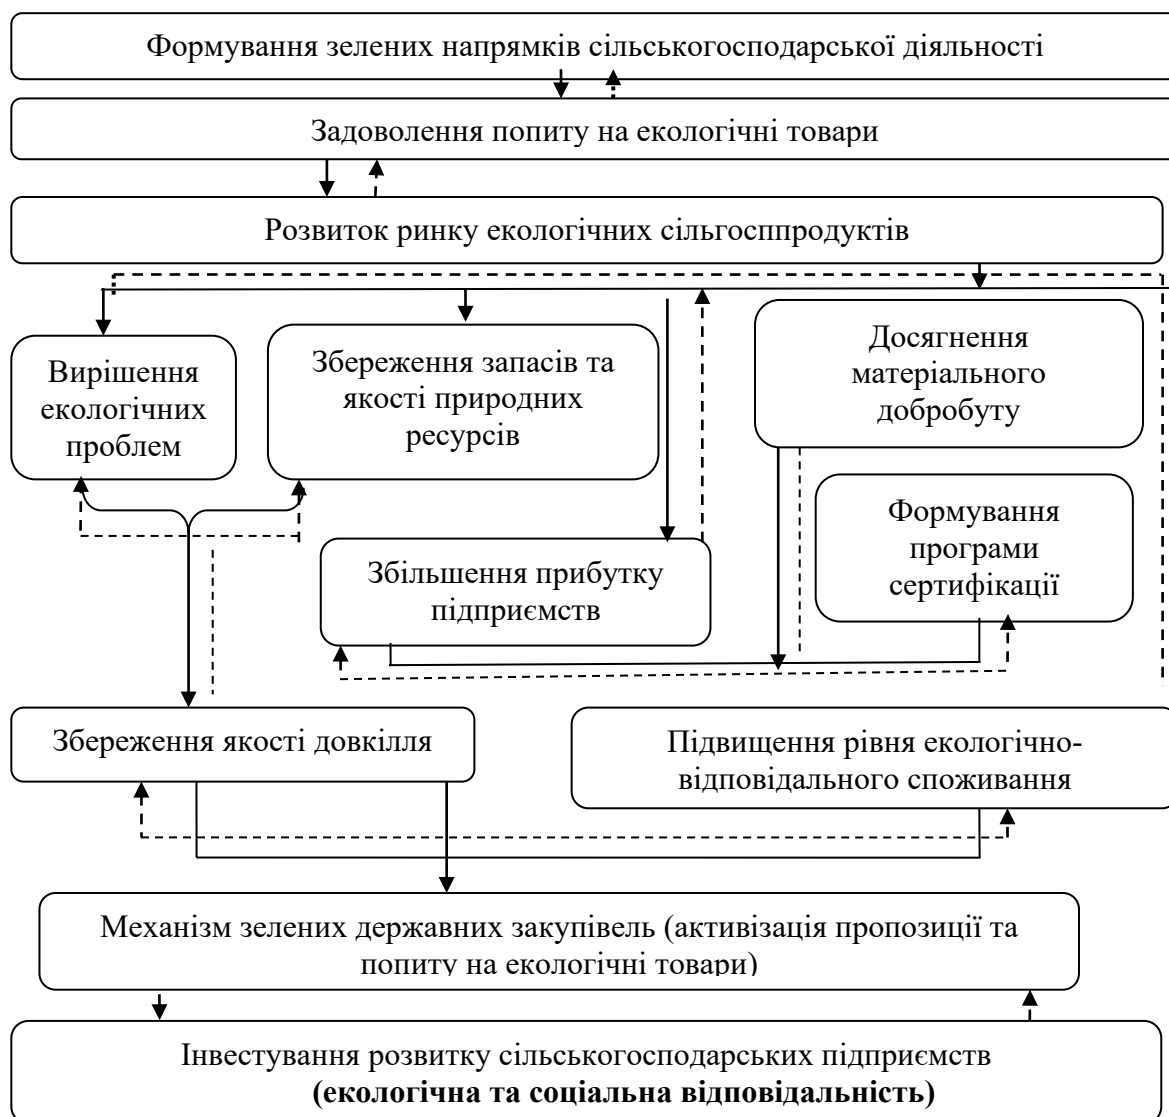 Формування зелених напрямків сільськогосподарської діяльності
Задоволення попиту на екологічні товари
Розвиток ринку екологічних сільгосппродуктів
Вирішення
екологічних
проблем
Збереження запасів та
якості природних
ресурсів
Досягнення
матеріального
добробуту
Формування
програми
сертифікації
Збільшення прибутку
підприємств
Збереження якості довкілля
Підвищення рівня екологічно-
відповідального споживання
Механізм зелених державних закупівель (активізація пропозиції та
попиту на екологічні товари)
Інвестування розвитку сільськогосподарських підприємств
(екологічна та соціальна відповідальність)